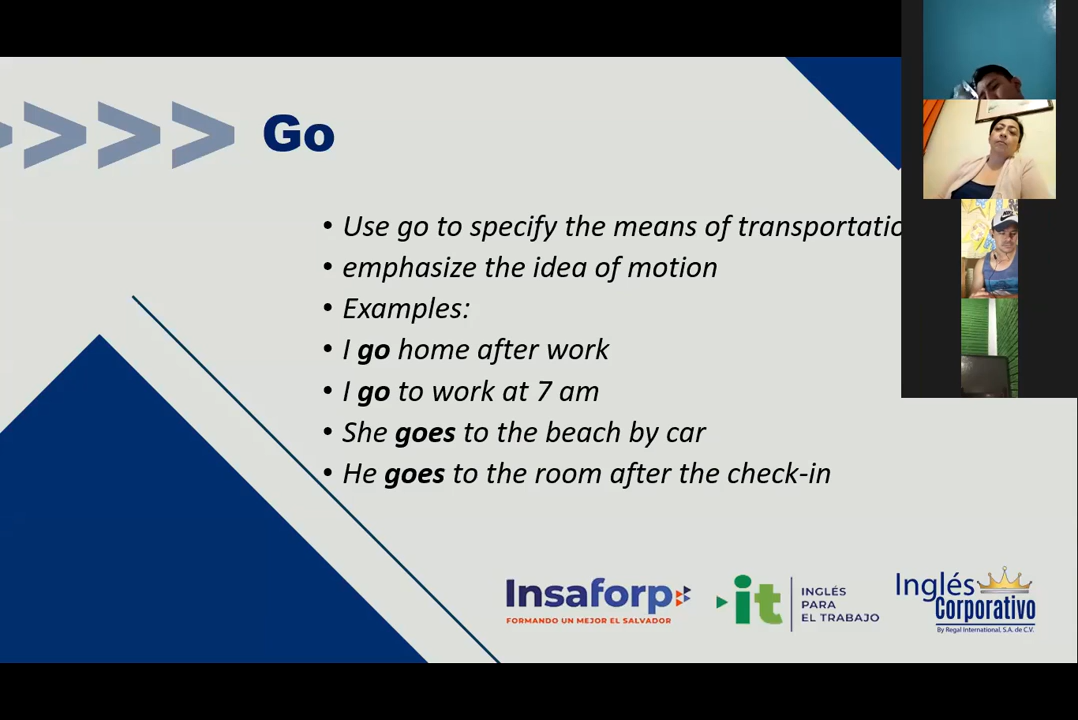 Go
• Use go to specify the means of transportatio
• emphasize the idea of motion
• Examples:
• I go home after work
• I go to work at 7 am
• She goes to the beach by car
• He goes to the room after the check-in
Insaforp
FORMANDO UN MEJOR EL SALVADOR
it
INGLÉS
PARA
EL TRABAJO
Inglés
Corporativo
By Regal International, S.A. de C.V.